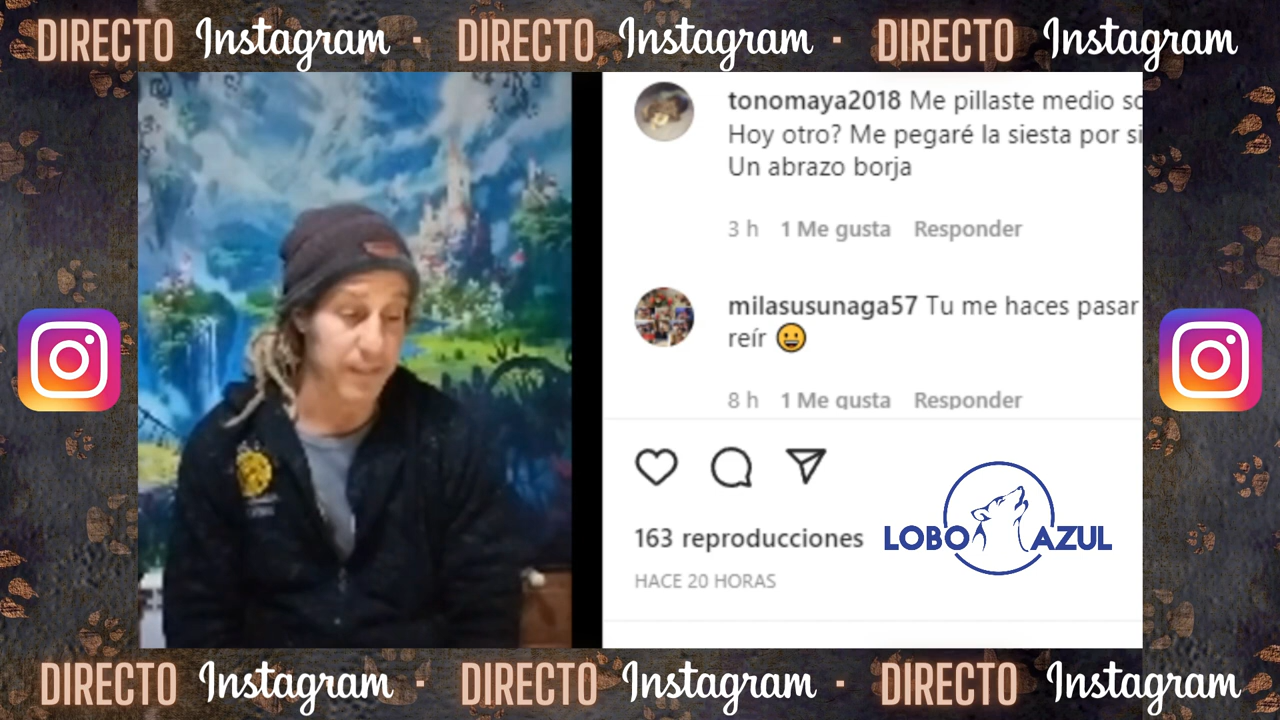 DIRECTO Instagram · DIRECTO Instagram · DIRECTO Instagram
tonomaya2018 Me pillaste medio
Hoy otro? Me pegaré la siesta por si
Un abrazo borja
3 h 1 Me gusta Responder
milasusunaga57 Tu me haces pasar
reír 😀
8 h 1 Me gusta Responder
163 reproducciones
HACE 20 HORAS
LOBO AZUL
DIRECTO Instagram · DIRECTO Instagram · DIRECTO Instagram